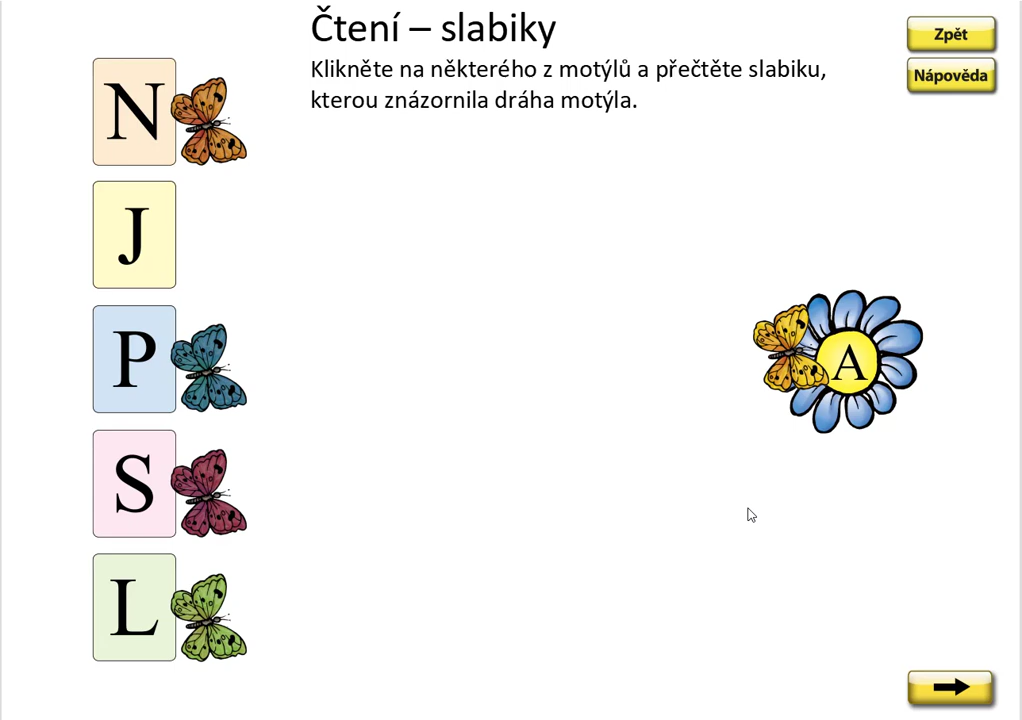 Čtení – slabiky
Klikněte na některého z motýlů a přečtěte slabiku,
kterou znázornila dráha motýla.
Zpět
Nápověda
N
J
P
S
L
A